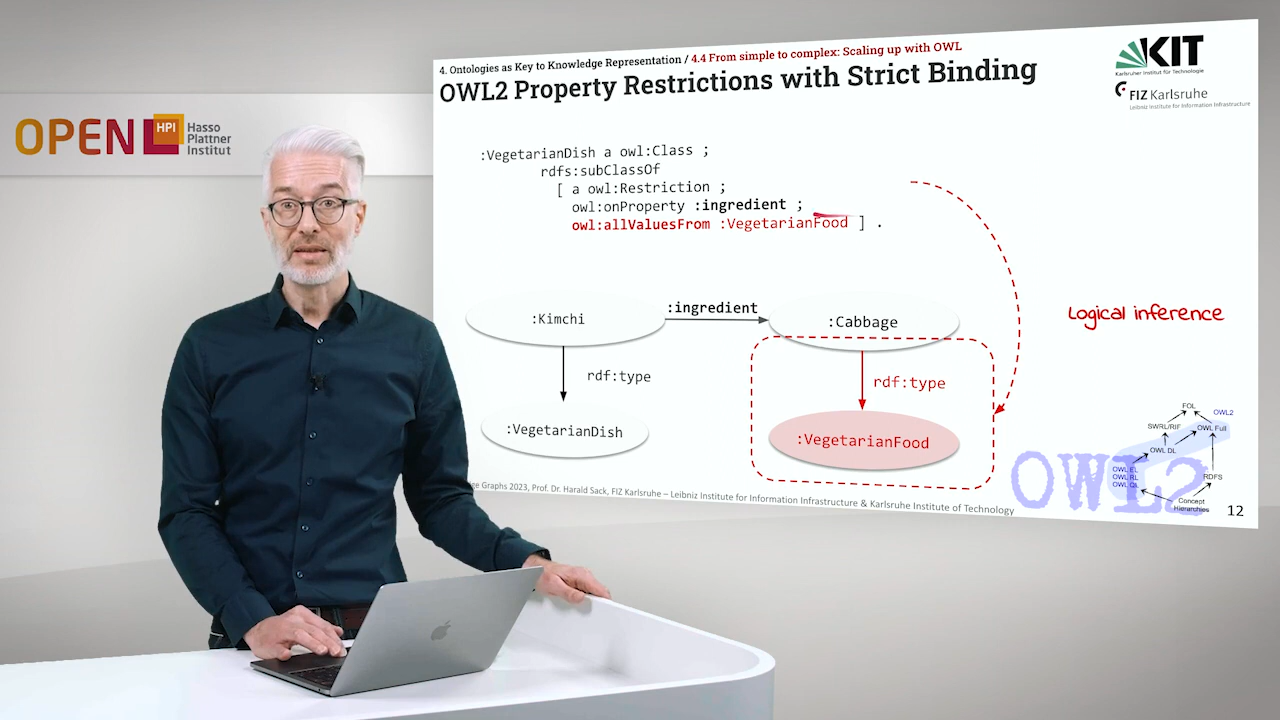 OPEN HPI Hasso
Plattner
Institut
4. Ontologies as Key to Knowledge Representation / 4.4 From simple to complex: Scaling up with OWL
OWL2 Property Restrictions with Strict Binding
KIT
Karlsruher Institut für Technologie
FIZ Karlsruhe
Leibniz Institute for Information Infrastructure
:VegetarianDish a owl:Class ;
rdfs:subClassOf
[ a owl:Restriction ;
owl:onProperty :ingredient ;
owl:allValuesFrom :VegetarianFood ] .
:Kimchi
:ingredient
:Cabbage
Logical inference
rdf:type
rdf:type
:VegetarianDish
:VegetarianFood
FOL
OWL2
SWRL/RIF
OWL Full
OWL DL
OWL EL
OWL RL
OWL QL
RDFS
Concept
Hierarchies
OWL2
Graphs 2023, Prof. Dr. Harald Sack, FIZ Karlsruhe – Leibniz Institute for Information Infrastructure & Karlsruhe Institute of Technology
12